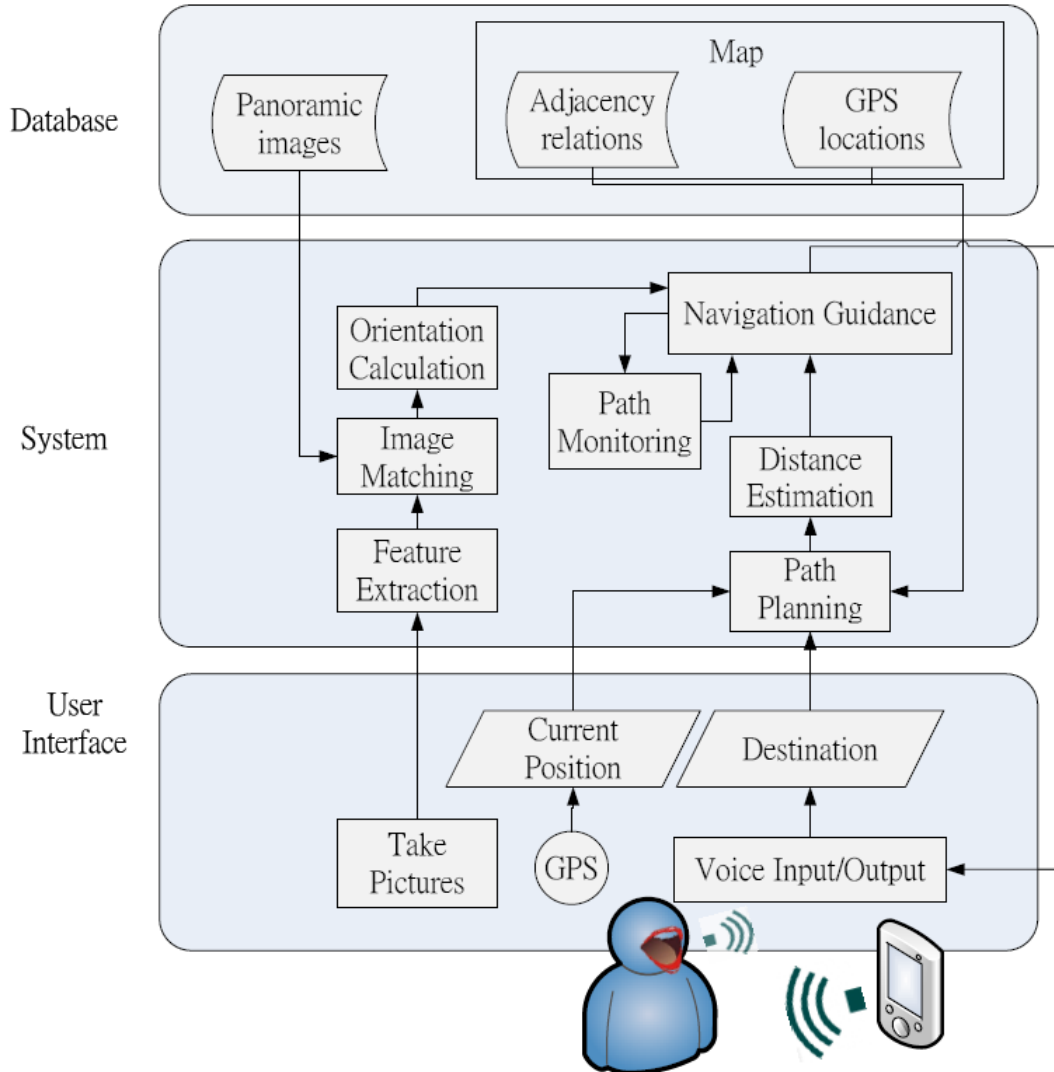 Database
Panoramic
images
Map
Adjacency
relations
GPS
locations
System
Orientation
Calculation
Navigation Guidance
Image
Matching
Path
Monitoring
Distance
Estimation
Feature
Extraction
Path
Planning
User
Interface
Current
Position
Destination
Take
Pictures
GPS
Voice Input/Output